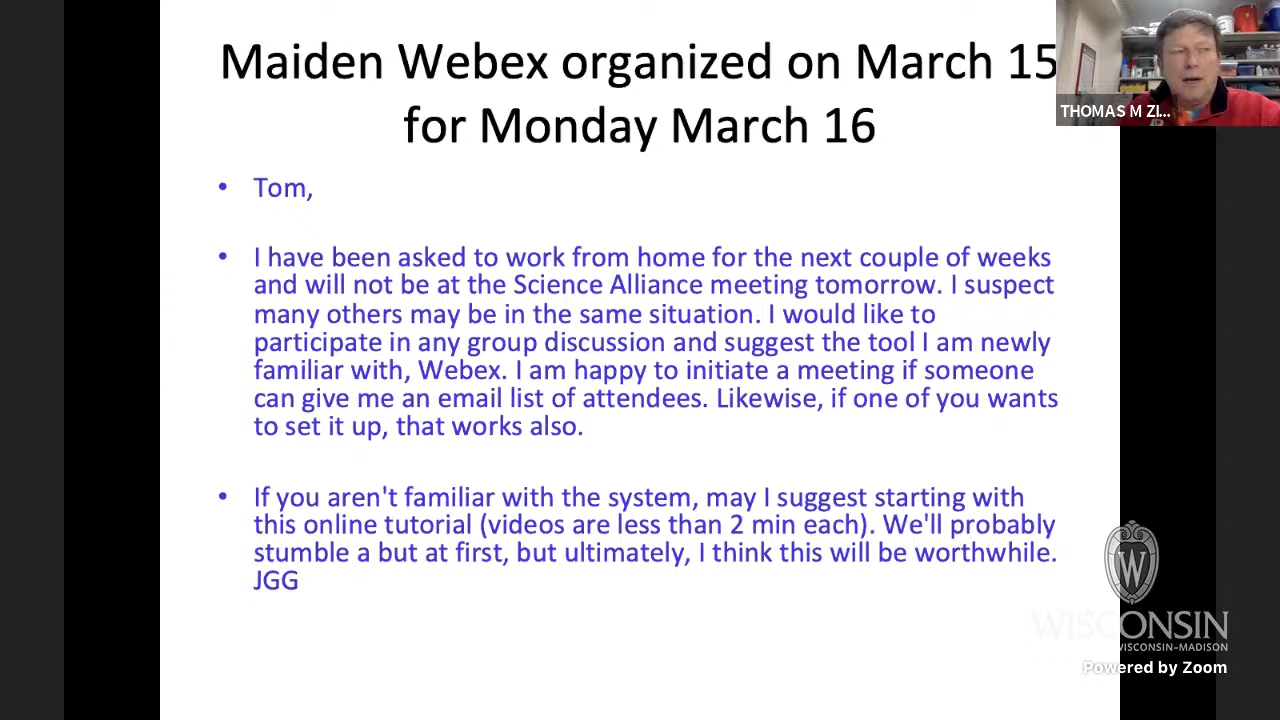 Maiden Webex organized on March 15
for Monday March 16
THOMAS M ZI...
• Tom,
• I have been asked to work from home for the next couple of weeks
and will not be at the Science Alliance meeting tomorrow. I suspect
many others may be in the same situation. I would like to
participate in any group discussion and suggest the tool I am newly
familiar with, Webex. I am happy to initiate a meeting if someone
can give me an email list of attendees. Likewise, if one of you wants
to set it up, that works also.
• If you aren't familiar with the system, may I suggest starting with
this online tutorial (videos are less than 2 min each). We'll probably
stumble a but at first, but ultimately, I think this will be worthwhile.
JGG
W
WISCONSIN
WISCONSIN–MADISON
Powered by Zoom